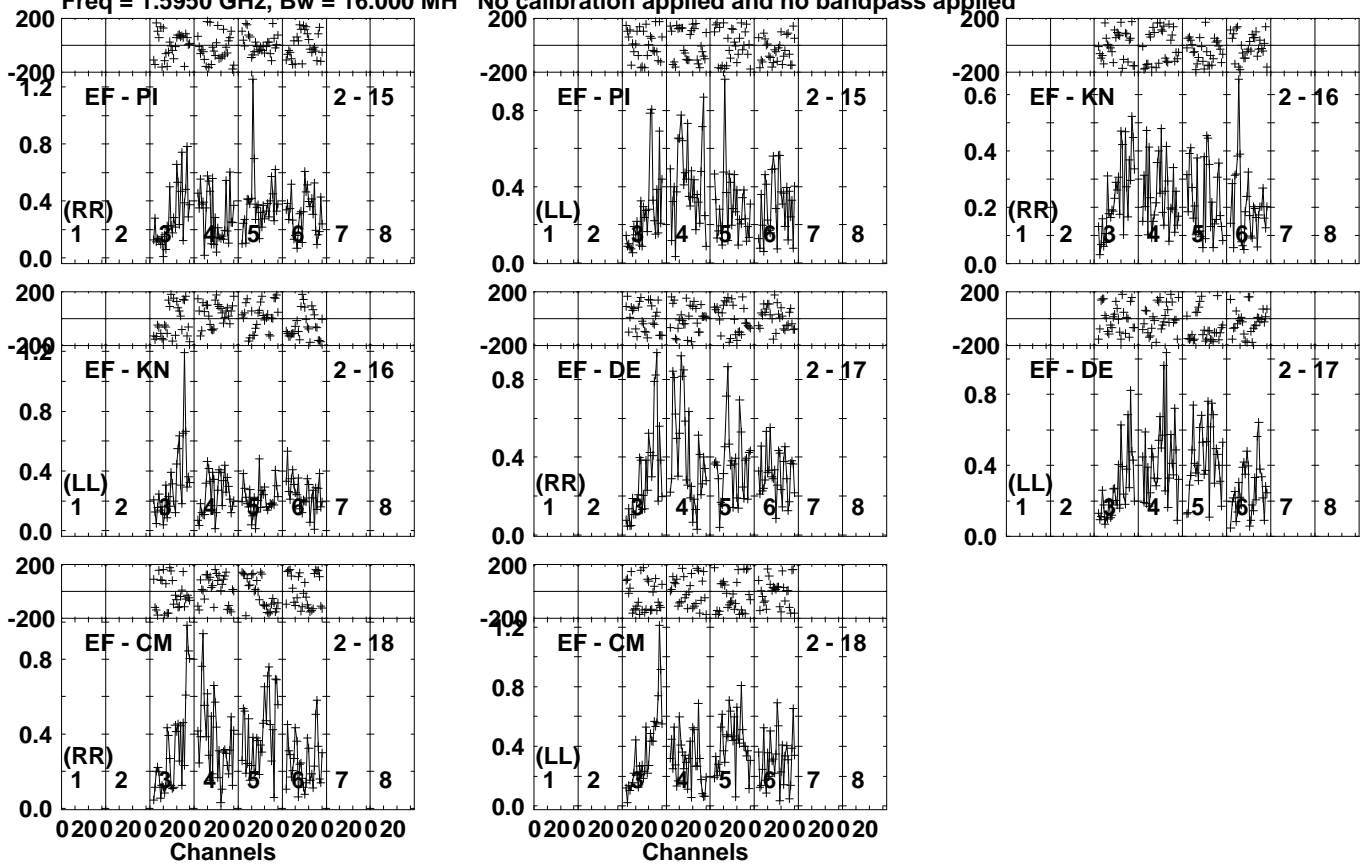 Freq = 1.5950 GHz, Bw = 16.000 MH No calibration applied and no bandpass applied
200 200 200
-200 -200 -200
1.2 EF - PI 2 - 15 EF - PI 2 - 15 EF - KN 2 - 16
0.8 0.8 0.6
0.4 0.4 0.4
(RR) (LL) 0.2 (RR)
1 2 3 4 5 6 7 8 1 2 3 4 5 6 7 8 1 2 3 4 5 6 7 8
0.0 0.0 0.0
200 200 200
-200 -200 -200
1.2 EF - KN 2 - 16 EF - DE 2 - 17 EF - DE 2 - 17
0.8 0.8 0.8
0.4 0.4 0.4
(LL) (RR) (LL)
1 2 3 4 5 6 7 8 1 2 3 4 5 6 7 8 1 2 3 4 5 6 7 8
0.0 0.0 0.0
200 200
-200 -200
EF - CM 2 - 18 1.2 EF - CM 2 - 18
0.8 0.8
0.4 0.4
(RR) (LL)
1 2 3 4 5 6 7 8 1 2 3 4 5 6 7 8
0.0 0.0
0 20 0 20 0 20 0 20 0 20 0 20 0 20 0 20 0 20 0 20 0 20 0 20 0 20 0 20 0 20 0 20
Channels Channels